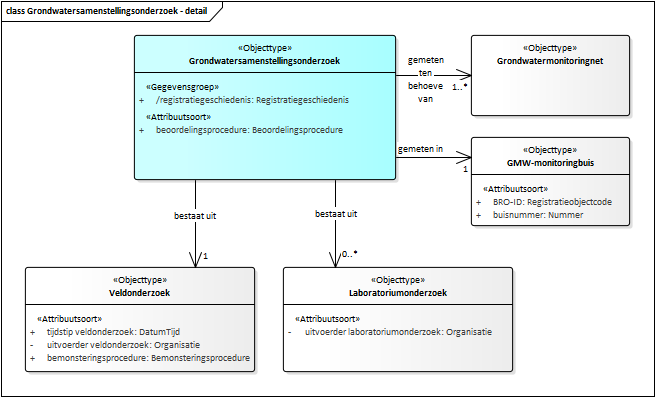 class Grondwatersamenstellingsonderzoek - detail
«Objecttype»
Grondwatersamenstellingsonderzoek
«Gegevensgroep»
+ /registratiegeschiedenis: Registratiegeschiedenis
«Attribuutsoort»
+ beoordelingsprocedure: Beoordelingsprocedure
gemeten
ten
behoeve
van
1..*
«Objecttype»
Grondwatermonitoringnet
gemeten in
1
«Objecttype»
GMW-monitoringbuis
«Attribuutsoort»
+ BRO-ID: Registratieobjectcode
+ buisnummer: Nummer
bestaat uit
1
bestaat uit
0..*
«Objecttype»
Veldonderzoek
«Attribuutsoort»
+ tijdstip veldonderzoek: DatumTijd
- uitvoerder veldonderzoek: Organisatie
+ bemonsteringsprocedure: Bemonsteringsprocedure
«Objecttype»
Laboratoriumonderzoek
«Attribuutsoort»
- uitvoerder laboratoriumonderzoek: Organisatie